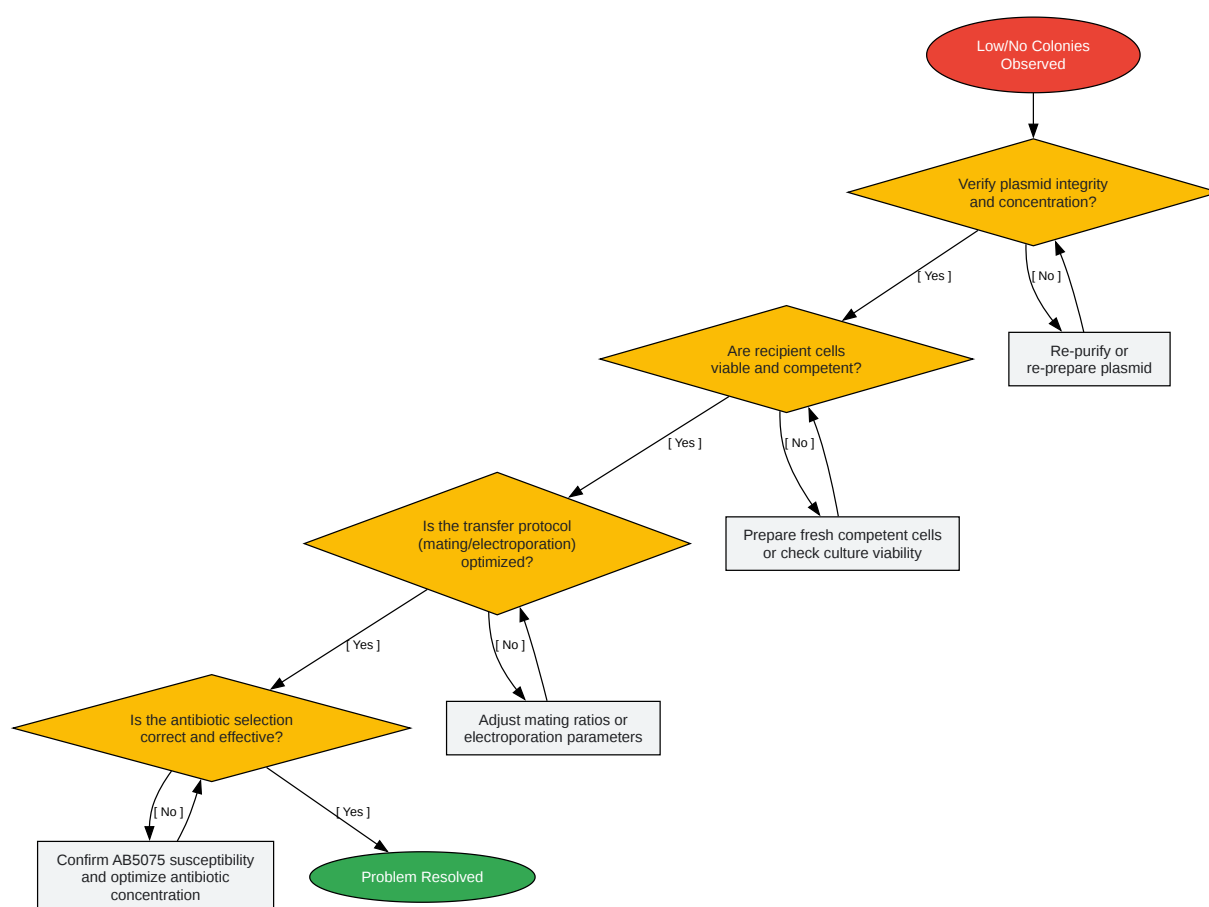 Low/No Colonies
Observed
Verify plasmid integrity
and concentration?
[ Yes ]
[ No ]
Re-purify or
re-prepare plasmid
Are recipient cells
viable and competent?
[ Yes ]
[ No ]
Prepare fresh competent cells
or check culture viability
Is the transfer protocol
(mating/electroporation)
optimized?
[ Yes ]
[ No ]
Adjust mating ratios or
electroporation parameters
Is the antibiotic selection
correct and effective?
[ No ]
[ Yes ]
Confirm AB5075 susceptibility
and optimize antibiotic
concentration
Problem Resolved